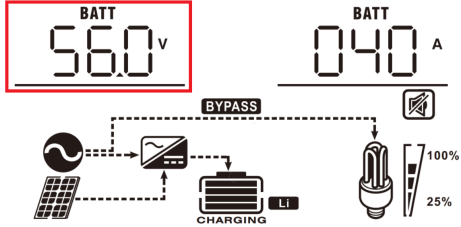 BATT
56.0 V
BATT
040 A
BYPASS
100%
25%
Li
CHARGING